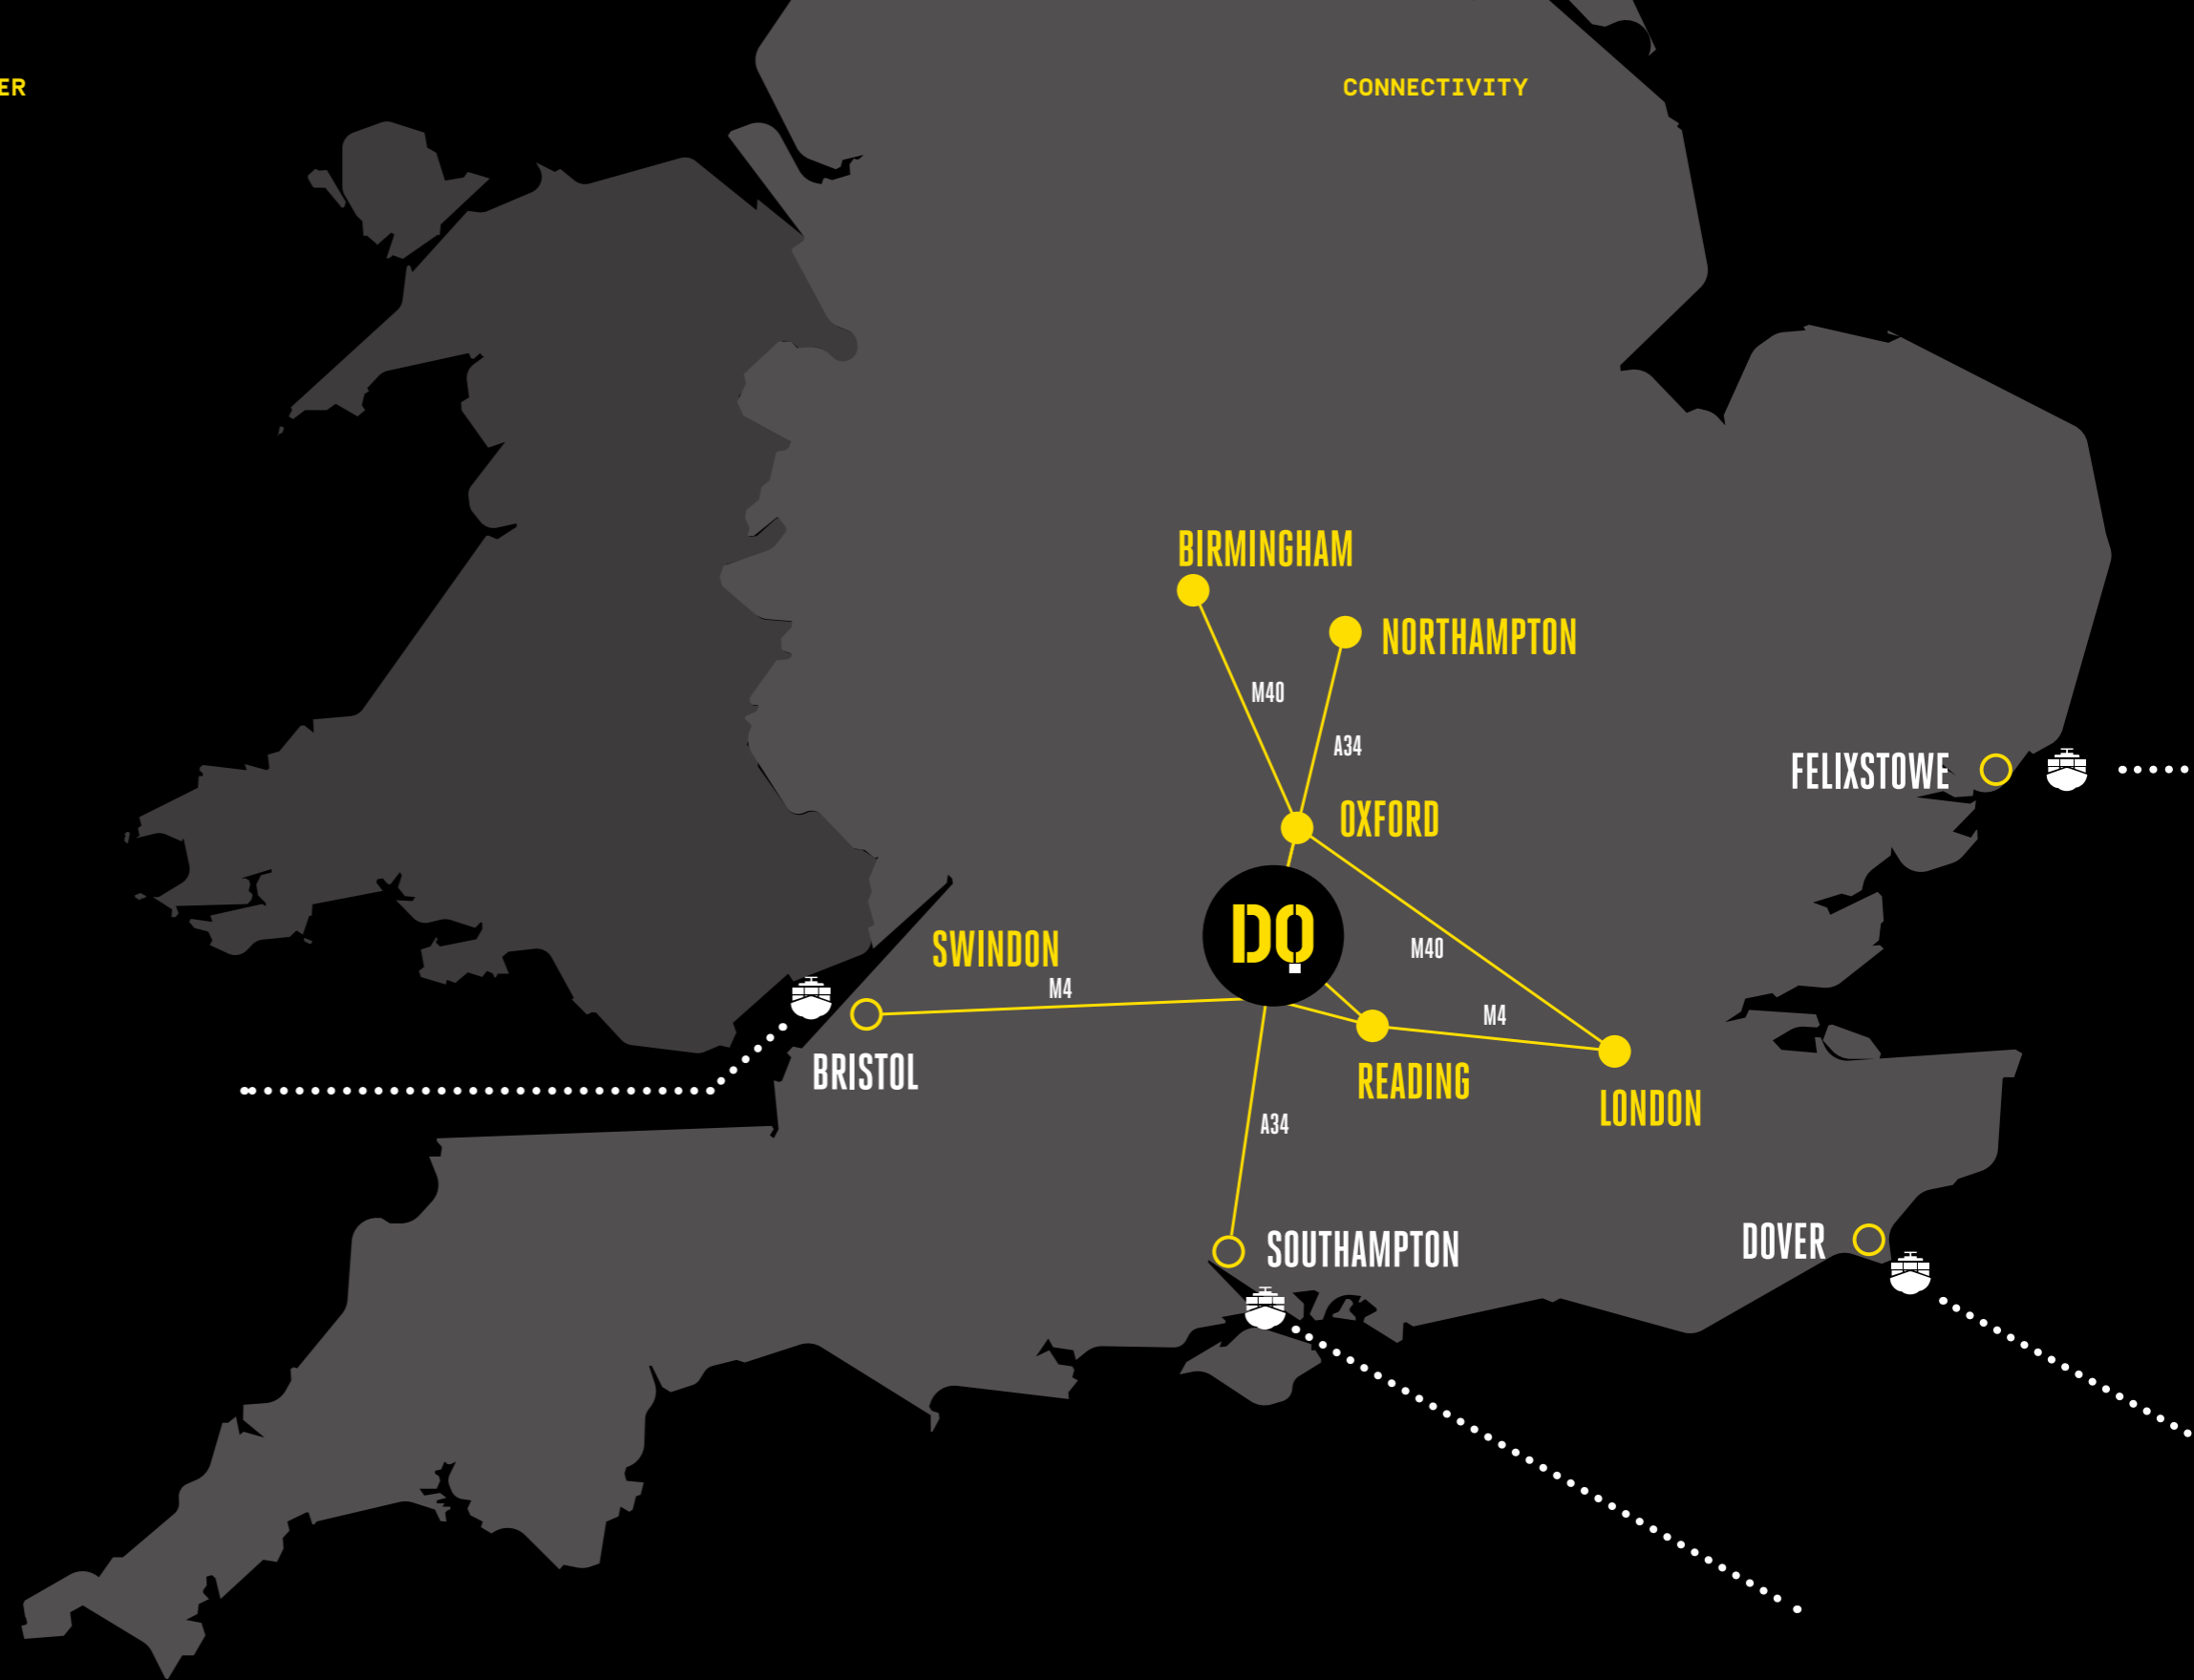 ER
CONNECTIVITY
BIRMINGHAM
NORTHAMPTON
M40
A34
FELIXSTOWE
OXFORD
DQ
SWINDON
M40
M4
M4
BRISTOL
READING
LONDON
A34
SOUTHAMPTON
DOVER